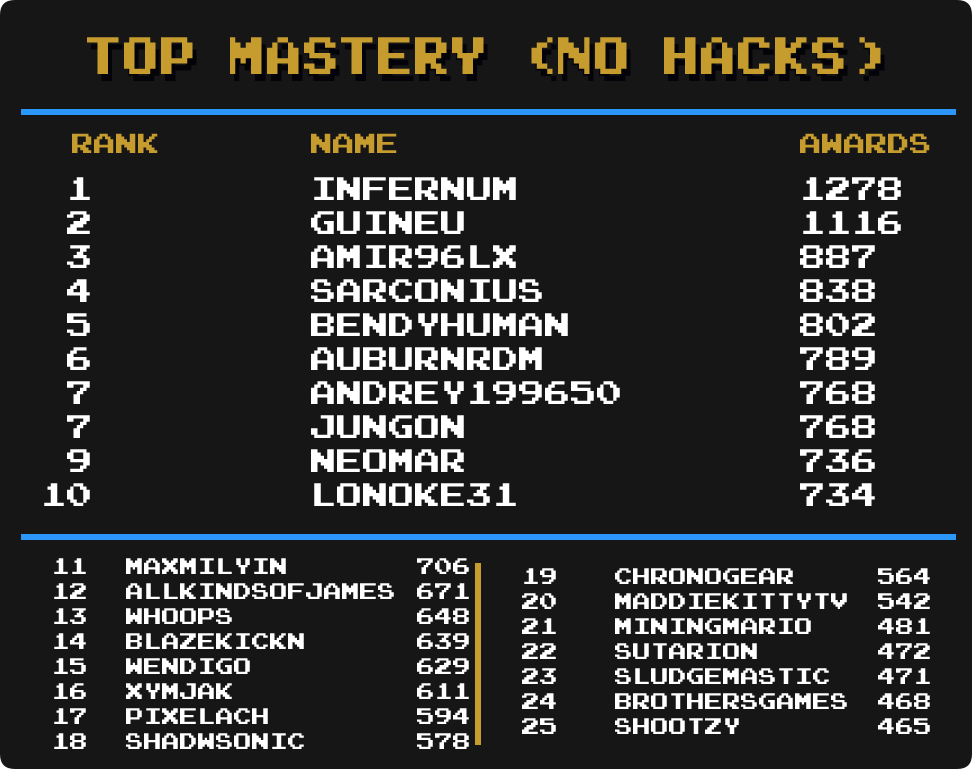 TOP MASTERY (NO HACKS)
RANK NAME AWARDS
1 INFERNUM 1278
2 GUINEU 1116
3 AMIR96LX 887
4 SARCONIUS 838
5 BENDYHUMAN 802
6 AUBURNRDM 789
7 ANDREY199650 768
7 JUNGON 768
9 NEOMAR 736
10 LONOKE31 734
11 MAXMILYIN 706
12 ALLKINDSOFJAMES 671
13 WHOOPS 648
14 BLAZEKICKN 639
15 WENDIGO 629
16 XYMJAK 611
17 PIXELACH 594
18 SHADWSONIC 578
19 CHRONOGEAR 564
20 MADDIEKITTYTV 542
21 MININGMARIO 481
22 SUTARION 472
23 SLUDGEMASTIC 471
24 BROTHERSGAMES 468
25 SHOOTZY 465